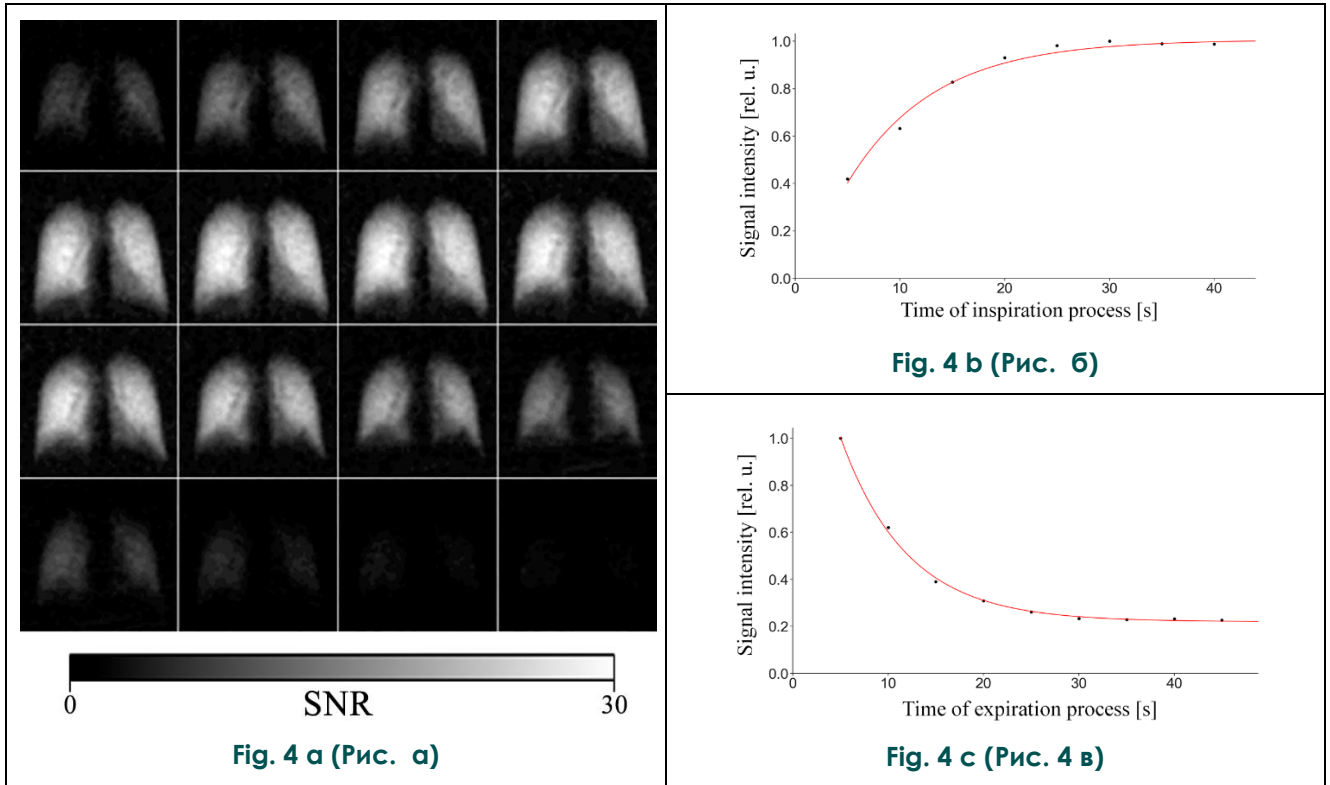 0 30
SNR
Fig. 4 a (Рис. а)
Signal intensity [rel. u.]
1.0
0.8
0.6
0.4
0.2
0.0
0 10 20 30 40
Time of inspiration process [s]
Fig. 4 b (Рис. б)
Signal intensity [rel. u.]
1.0
0.8
0.6
0.4
0.2
0.0
0 10 20 30 40
Time of expiration process [s]
Fig. 4 c (Рис. 4 в)